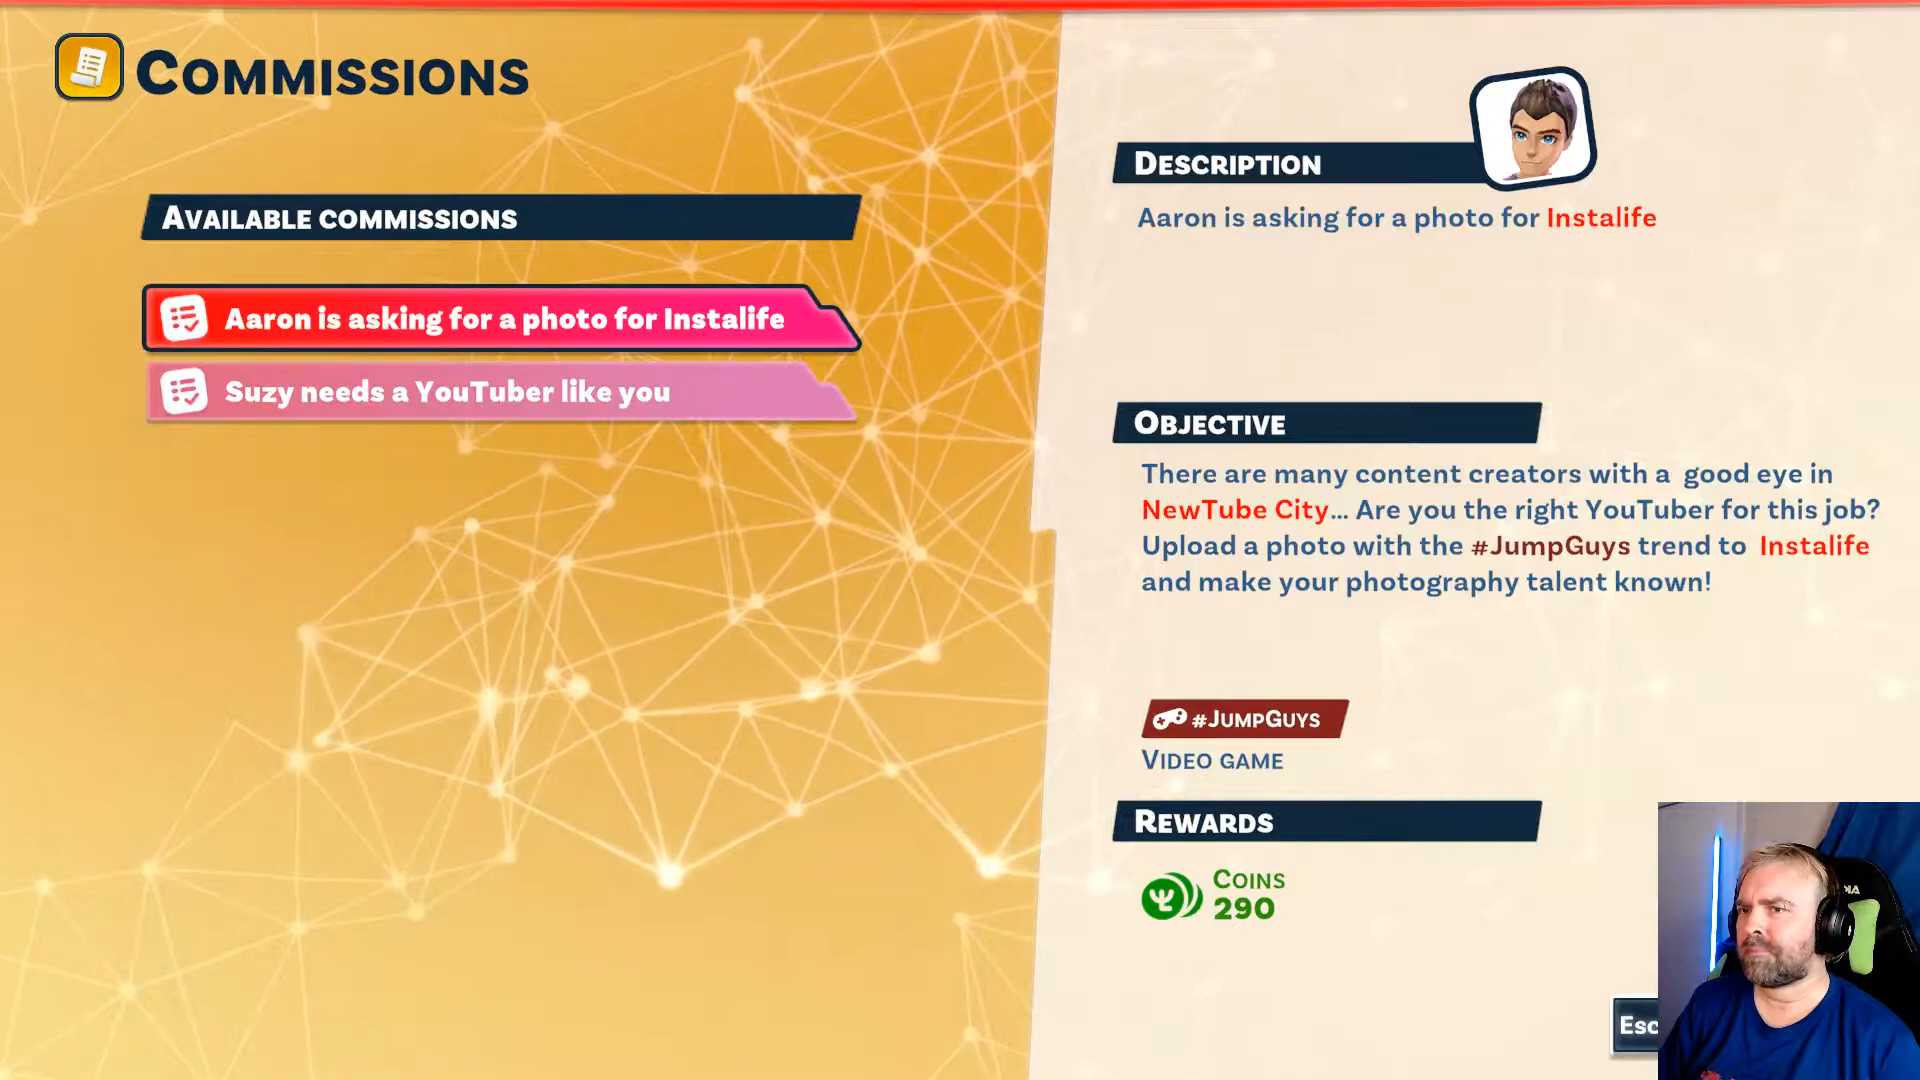 COMMISSIONS
AVAILABLE COMMISSIONS
Aaron is asking for a photo for Instalife
Suzy needs a YouTuber like you
DESCRIPTION
Aaron is asking for a photo for Instalife
OBJECTIVE
There are many content creators with a good eye in
NewTube City... Are you the right YouTuber for this job?
Upload a photo with the #JumpGuys trend to Instalife
and make your photography talent known!
#JUMPGUYS
VIDEO GAME
REWARDS
COINS
290
Esc